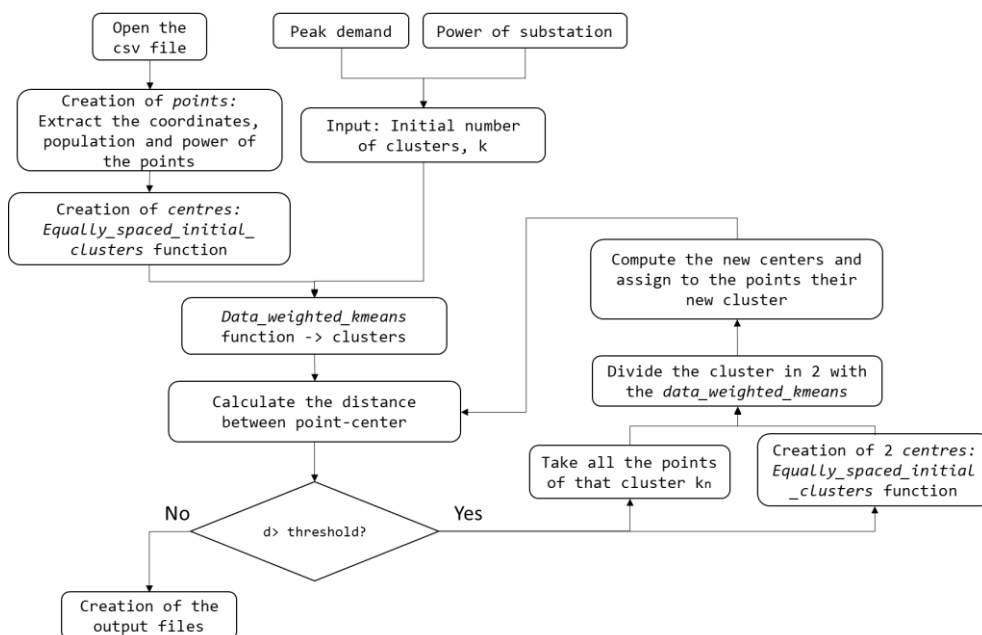 Open the
csv file
Peak demand
Power of substation
Creation of points:
Extract the coordinates,
population and power of
the points
Input: Initial number
of clusters, k
Creation of centres:
Equally_spaced_initial_
clusters function
Compute the new centers and
assign to the points their
new cluster
Data_weighted_kmeans
function -> clusters
Divide the cluster in 2 with
the data_weighted_kmeans
Calculate the distance
between point-center
Take all the points
of that cluster kn
Creation of 2 centres:
Equally_spaced_initial
_clusters function
No
d> threshold?
Yes
Creation of the
output files